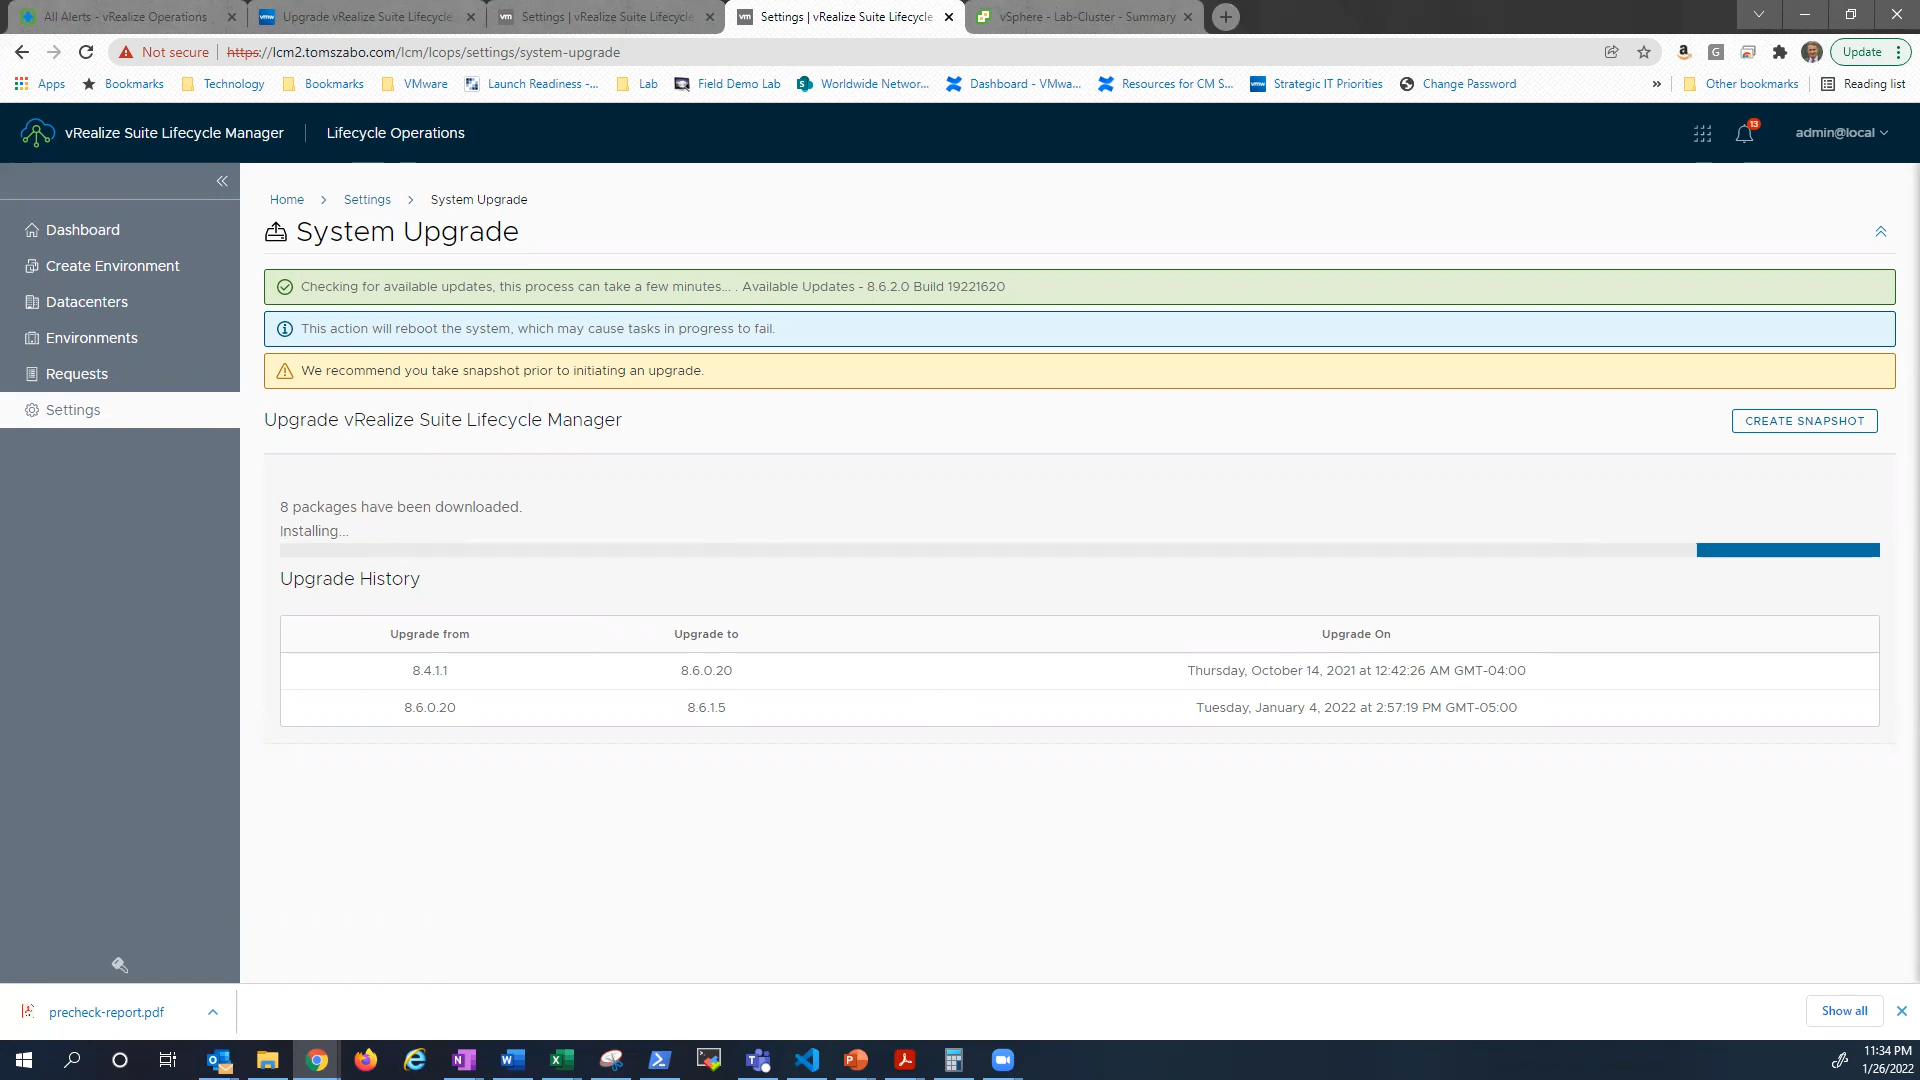 All Alerts - vRealize Operations
Upgrade vRealize Suite Lifecycle
Settings | vRealize Suite Lifecycle
Settings | vRealize Suite Lifecycle
vSphere - Lab-Cluster - Summary
Not secure | https://lcm2.tomszabo.com/lcm/lcops/settings/system-upgrade
Update
Apps
Bookmarks
Technology
Bookmarks
VMware
Launch Readiness -...
Lab
Field Demo Lab
Worldwide Networ...
Dashboard - VMwa...
Resources for CM S...
Strategic IT Priorities
Change Password
»
Other bookmarks
Reading list
vRealize Suite Lifecycle Manager
Lifecycle Operations
13
admin@local
Dashboard
Create Environment
Datacenters
Environments
Requests
Settings
Home > Settings > System Upgrade
System Upgrade
Checking for available updates, this process can take a few minutes... . Available Updates - 8.6.2.0 Build 19221620
This action will reboot the system, which may cause tasks in progress to fail.
We recommend you take snapshot prior to initiating an upgrade.
Upgrade vRealize Suite Lifecycle Manager
CREATE SNAPSHOT
8 packages have been downloaded.
Installing...
Upgrade History
Upgrade from Upgrade to Upgrade On
8.4.1.1 8.6.0.20 Thursday, October 14, 2021 at 12:42:26 AM GMT-04:00
8.6.0.20 8.6.1.5 Tuesday, January 4, 2022 at 2:57:19 PM GMT-05:00
precheck-report.pdf
Show all
11:34 PM
1/26/2022